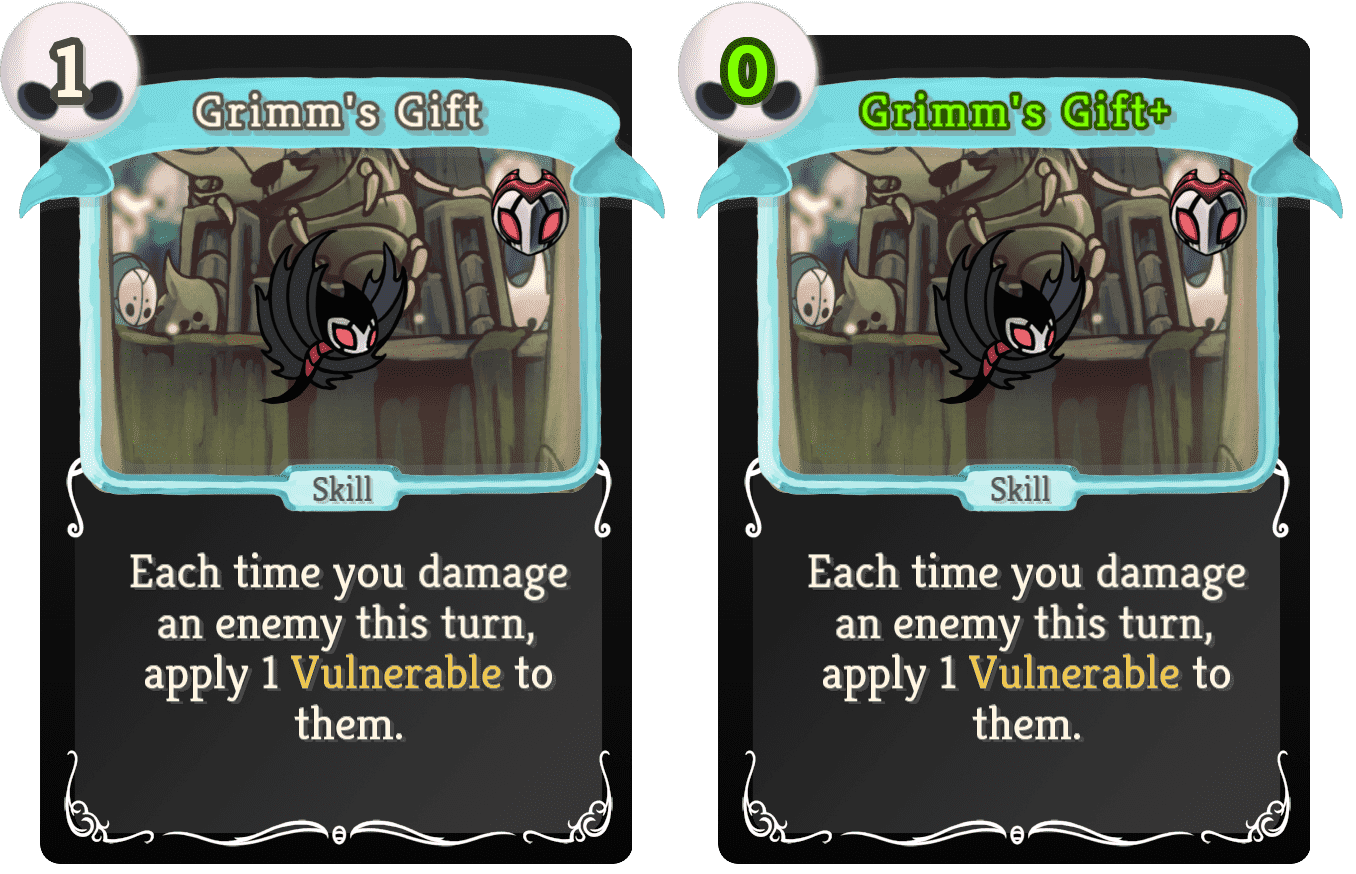 1
Grimm's Gift
Skill
Each time you damage
an enemy this turn,
apply 1 Vulnerable to
them.
0
Grimm's Gift+
Skill
Each time you damage
an enemy this turn,
apply 1 Vulnerable to
them.